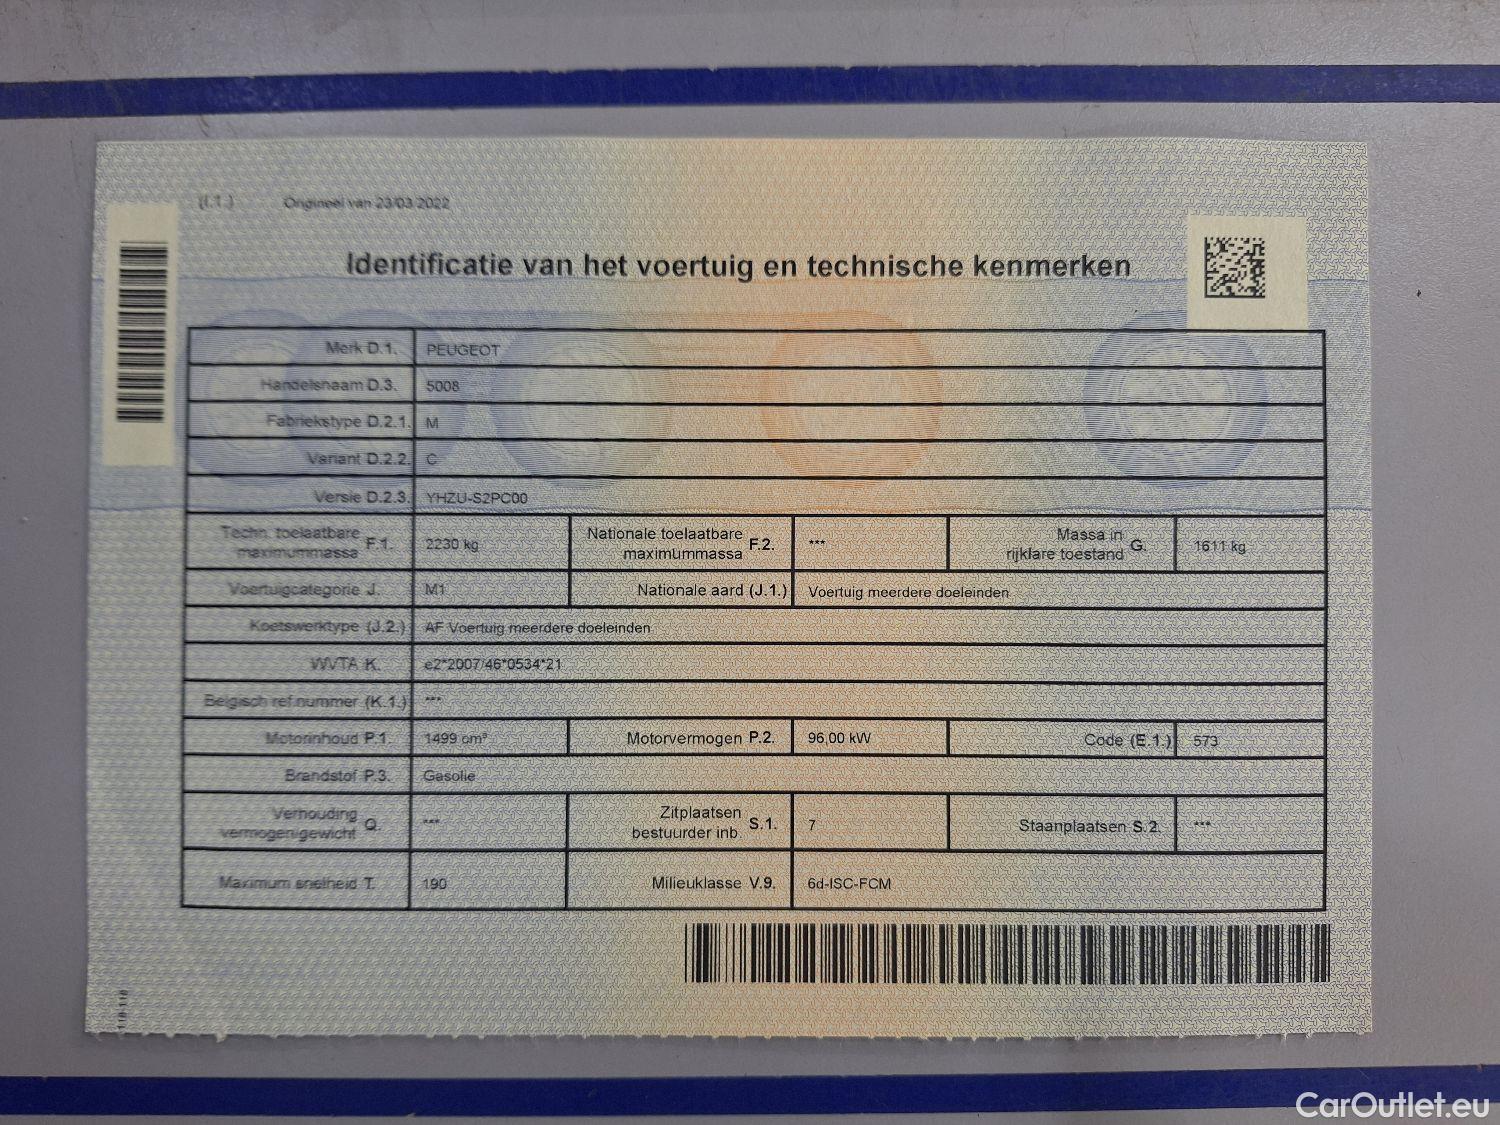 (I.1.) Origineel van 23/03/2022
Identificatie van het voertuig en technische kenmerken
Merk D.1. PEUGEOT
Handelsnaam D.3. 5008
Fabriekstype D.2.1. M
Variant D.2.2. C
Versie D.2.3. YHZU-S2PC00
Techn. toelaatbare maximummassa F.1. 2230 kg Nationale toelaatbare maximummassa F.2. *** Massa in rijklare toestand G. 1611 kg
Voertuigcategorie J. M1 Nationale aard (J.1.) Voertuig meerdere doeleinden
Koetswerktype (J.2.) AF Voertuig meerdere doeleinden
WVTA K. e2*2007/46*0534*21
Belgisch ref.nummer (K.1.) ***
Motorinhoud P.1. 1499 cm³ Motorvermogen P.2. 96,00 kW Code (E.1.) 573
Brandstof P.3. Gasolie
Verhouding vermogen/gewicht Q. *** Zitplaatsen bestuurder inb. S.1. 7 Staanplaatsen S.2. ***
Maximum snelheid T. 190 Milieuklasse V.9. 6d-ISC-FCM
118-118
CarOutlet.eu